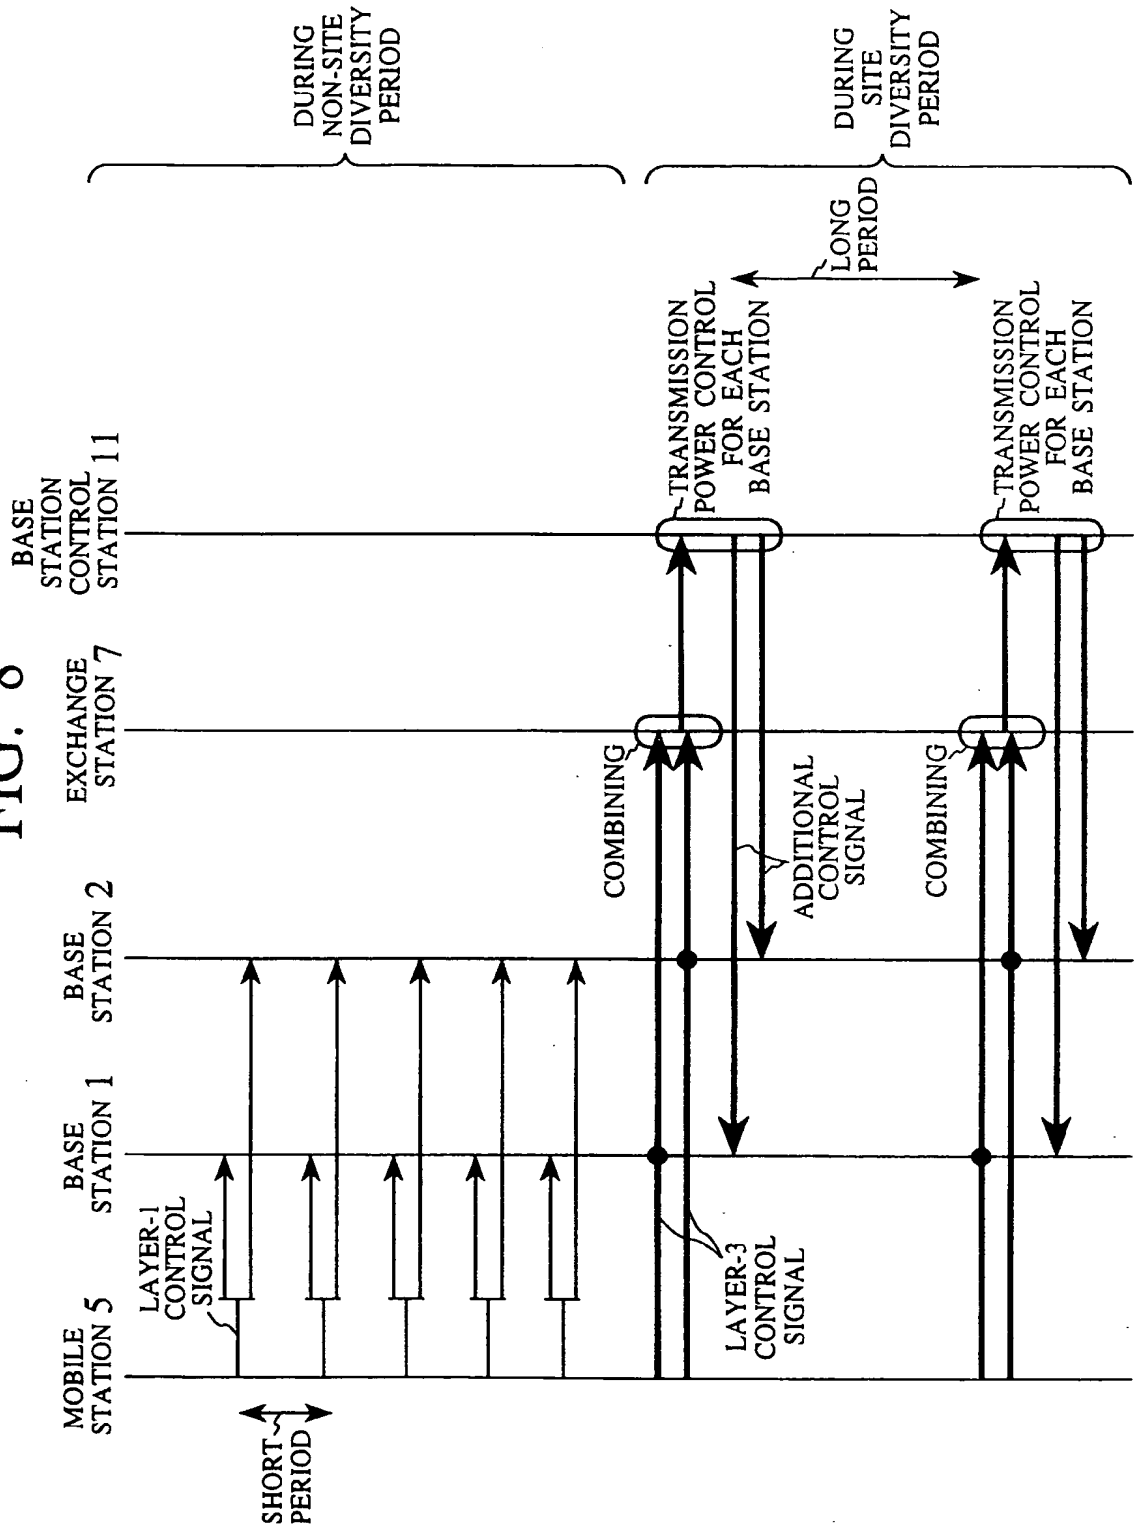 FIG. 8
MOBILE
STATION 5
BASE
STATION 1
BASE
STATION 2
EXCHANGE
STATION 7
BASE
STATION
CONTROL
STATION 11
SHORT
PERIOD
LAYER-1
CONTROL
SIGNAL
DURING
NON-SITE
DIVERSITY
PERIOD
LAYER-3
CONTROL
SIGNAL
COMBINING
ADDITIONAL
CONTROL
SIGNAL
TRANSMISSION
POWER CONTROL
FOR EACH
BASE STATION
LONG
PERIOD
DURING
SITE
DIVERSITY
PERIOD
COMBINING
TRANSMISSION
POWER CONTROL
FOR EACH
BASE STATION